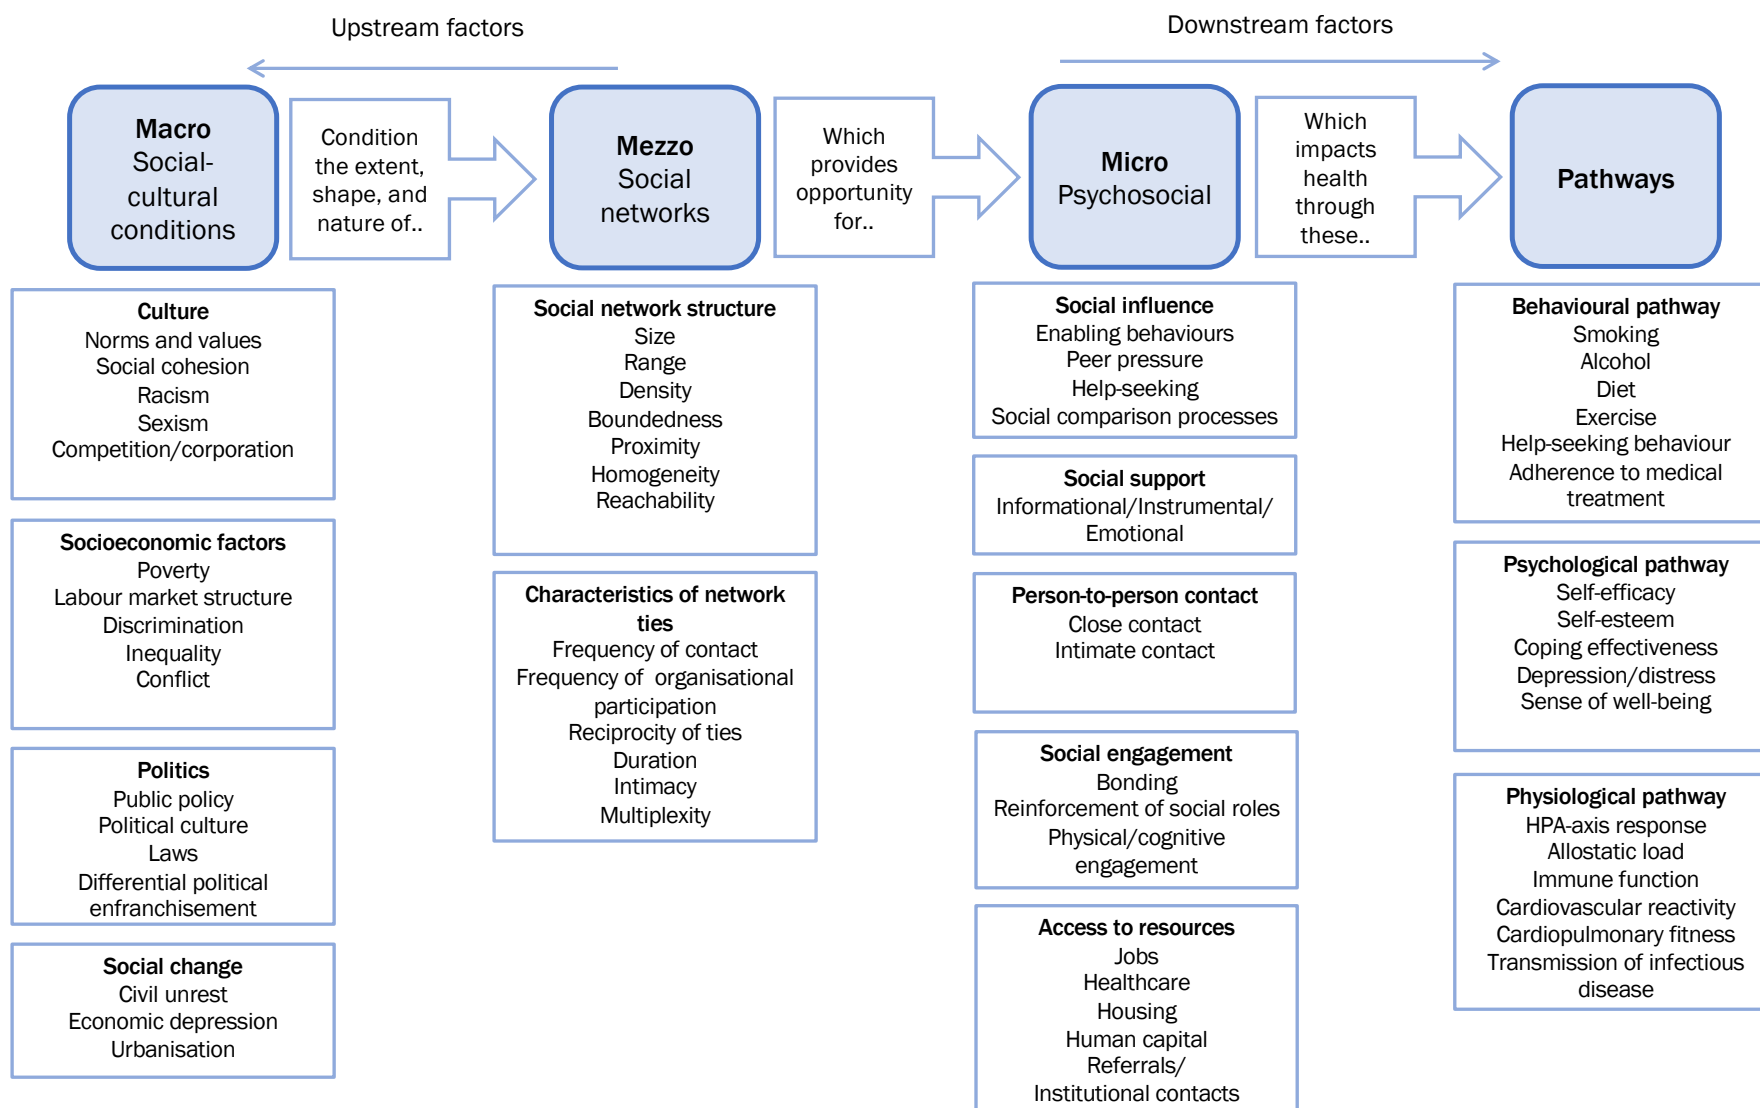 Upstream factors
Downstream factors
Macro
Social-
cultural
conditions
Condition
the extent,
shape, and
nature of..
Mezzo
Social
networks
Which
provides
opportunity
for..
Micro
Psychosocial
Which
impacts
health
through
these..
Pathways
Culture
Norms and values
Social cohesion
Racism
Sexism
Competition/corporation
Socioeconomic factors
Poverty
Labour market structure
Discrimination
Inequality
Conflict
Politics
Public policy
Political culture
Laws
Differential political
enfranchisement
Social change
Civil unrest
Economic depression
Urbanisation
Social network structure
Size
Range
Density
Boundedness
Proximity
Homogeneity
Reachability
Characteristics of network
ties
Frequency of contact
Frequency of organisational
participation
Reciprocity of ties
Duration
Intimacy
Multiplexity
Social influence
Enabling behaviours
Peer pressure
Help-seeking
Social comparison processes
Social support
Informational/Instrumental/
Emotional
Person-to-person contact
Close contact
Intimate contact
Social engagement
Bonding
Reinforcement of social roles
Physical/cognitive
engagement
Access to resources
Jobs
Healthcare
Housing
Human capital
Referrals/
Institutional contacts
Behavioural pathway
Smoking
Alcohol
Diet
Exercise
Help-seeking behaviour
Adherence to medical
treatment
Psychological pathway
Self-efficacy
Self-esteem
Coping effectiveness
Depression/distress
Sense of well-being
Physiological pathway
HPA-axis response
Allostatic load
Immune function
Cardiovascular reactivity
Cardiopulmonary fitness
Transmission of infectious
disease